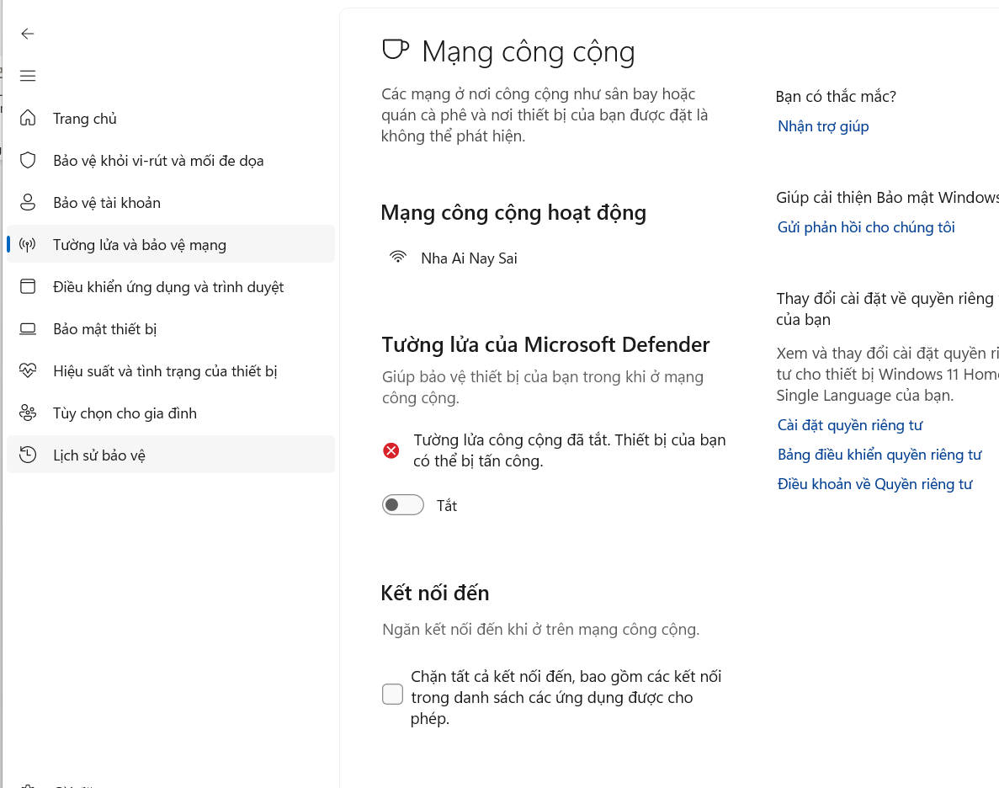 Trang chủ
Bảo vệ khỏi vi-rút và mối đe dọa
Bảo vệ tài khoản
Tường lửa và bảo vệ mạng
Điều khiển ứng dụng và trình duyệt
Bảo mật thiết bị
Hiệu suất và tình trạng của thiết bị
Tùy chọn cho gia đình
Lịch sử bảo vệ
Mạng công cộng
Các mạng ở nơi công cộng như sân bay hoặc
quán cà phê và nơi thiết bị của bạn được đặt là
không thể phát hiện.
Mạng công cộng hoạt động
Nha Ai Nay Sai
Tường lửa của Microsoft Defender
Giúp bảo vệ thiết bị của bạn trong khi ở mạng
công cộng.
Tường lửa công cộng đã tắt. Thiết bị của bạn
có thể bị tấn công.
Tắt
Kết nối đến
Ngăn kết nối đến khi ở trên mạng công cộng.
Chặn tất cả kết nối đến, bao gồm các kết nối
trong danh sách các ứng dụng được cho
phép.
Bạn có thắc mắc?
Nhận trợ giúp
Giúp cải thiện Bảo mật Windows
Gửi phản hồi cho chúng tôi
Thay đổi cài đặt về quyền riêng
của bạn
Xem và thay đổi cài đặt quyền ri
tư cho thiết bị Windows 11 Home
Single Language của bạn.
Cài đặt quyền riêng tư
Bảng điều khiển quyền riêng tư
Điều khoản về Quyền riêng tư